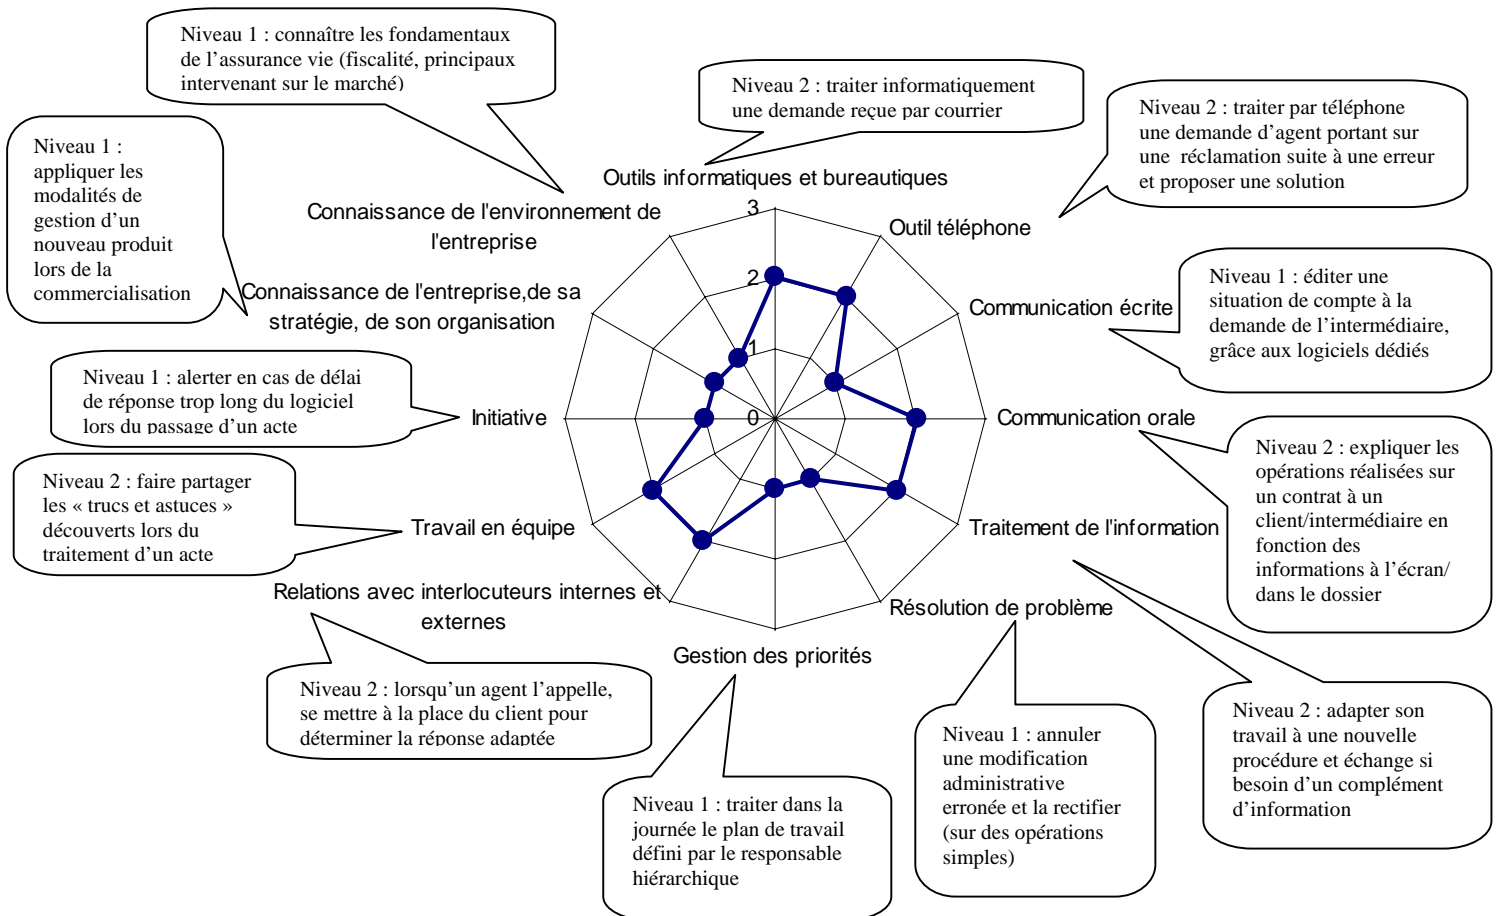 Niveau 1 : connaître les fondamentaux
de l’assurance vie (fiscalité, principaux
intervenant sur le marché)
Niveau 2 : traiter informatiquement
une demande reçue par courrier
Niveau 2 : traiter par téléphone
une demande d’agent portant sur
une réclamation suite à une erreur
et proposer une solution
Niveau 1 :
appliquer les
modalités de
gestion d’un
nouveau produit
lors de la
commercialisation
Outils informatiques et bureautiques
Connaissance de l'environnement de
l'entreprise
3
Outil téléphone
Connaissance de l'entreprise,de sa
stratégie, de son organisation
2
Communication écrite
Niveau 1 : éditer une
situation de compte à la
demande de l’intermédiaire,
grâce aux logiciels dédiés
1
Niveau 1 : alerter en cas de délai
de réponse trop long du logiciel
lors du passage d’un acte
Initiative
0
Communication orale
Niveau 2 : expliquer les
opérations réalisées sur
un contrat à un
client/intermédiaire en
fonction des
informations à l’écran/
dans le dossier
Niveau 2 : faire partager
les « trucs et astuces »
découverts lors du
traitement d’un acte
Travail en équipe
Traitement de l'information
Relations avec interlocuteurs internes et
externes
Résolution de problème
Gestion des priorités
Niveau 2 : lorsqu’un agent l’appelle,
se mettre à la place du client pour
déterminer la réponse adaptée
Niveau 1 : traiter dans la
journée le plan de travail
défini par le responsable
hiérarchique
Niveau 1 : annuler
une modification
administrative
erronée et la rectifier
(sur des opérations
simples)
Niveau 2 : adapter son
travail à une nouvelle
procédure et échange si
besoin d’un complément
d’information